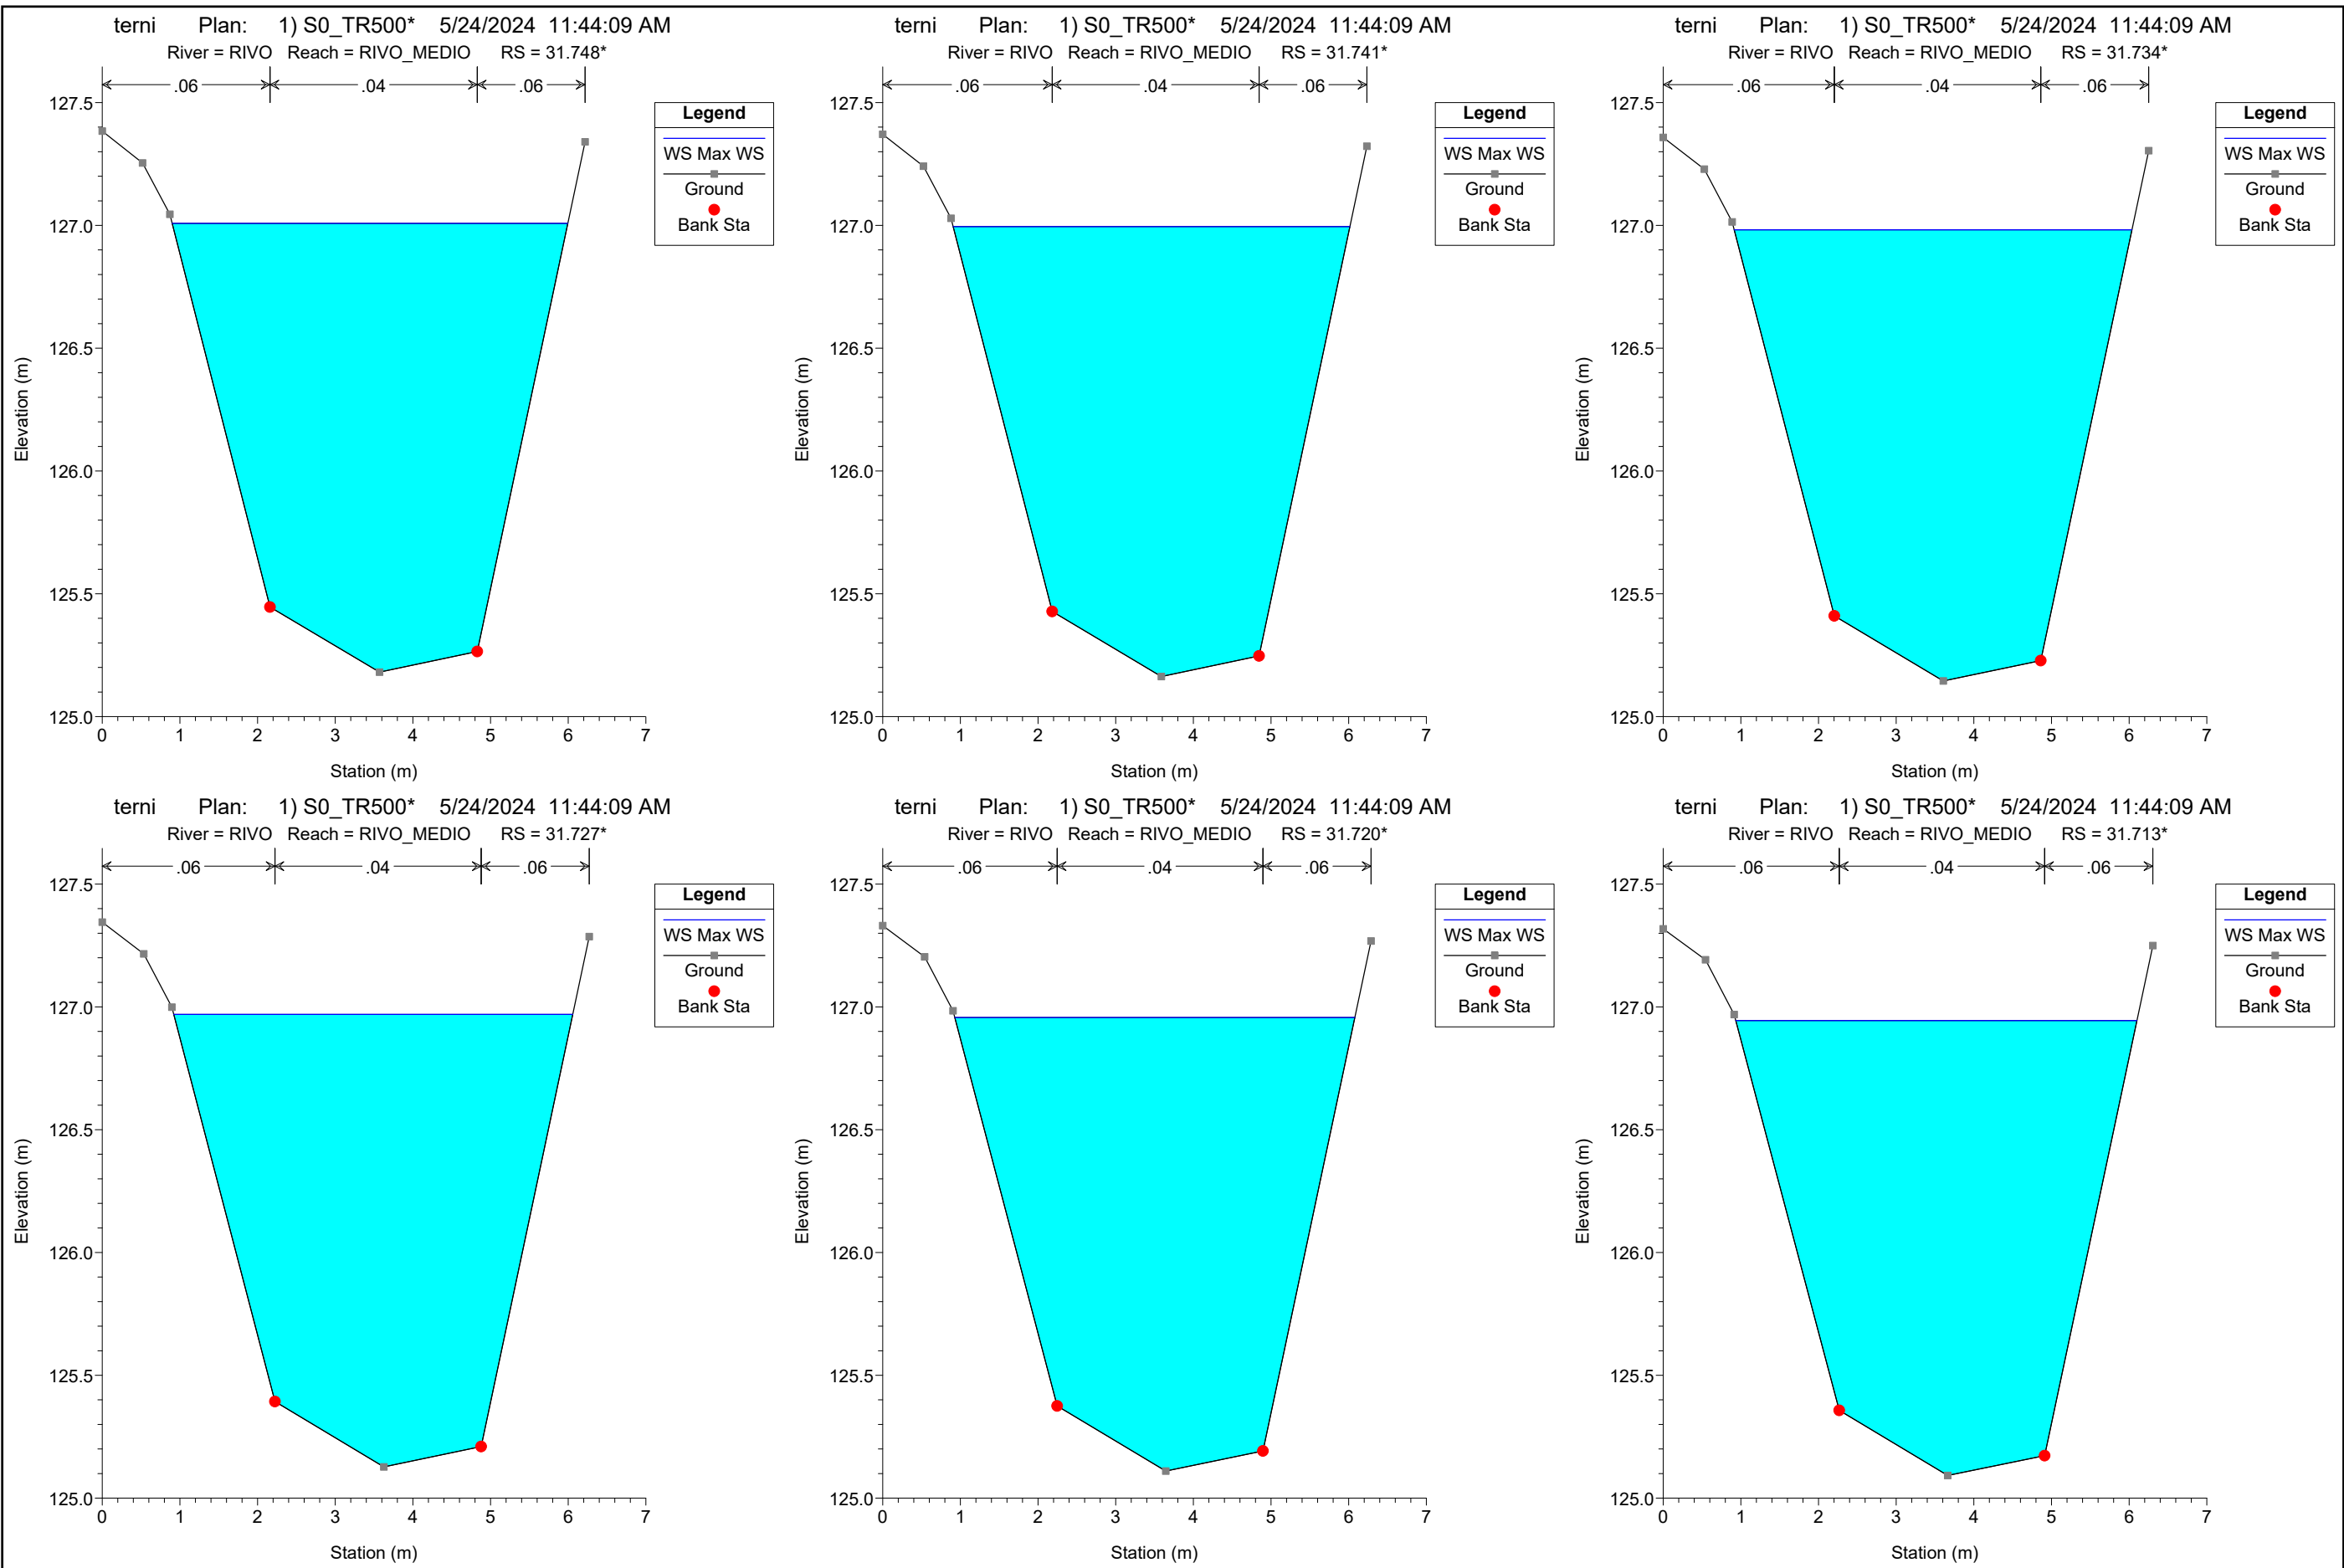 terni Plan: 1) S0_TR500* 5/24/2024 11:44:09 AM
River = RIVO Reach = RIVO_MEDIO RS = 31.748*
.06 .04 .06
127.5
127.0
126.5
126.0
125.5
125.0
Elevation (m)
0 1 2 3 4 5 6 7
Station (m)
Legend
WS Max WS
Ground
Bank Sta
terni Plan: 1) S0_TR500* 5/24/2024 11:44:09 AM
River = RIVO Reach = RIVO_MEDIO RS = 31.741*
.06 .04 .06
127.5
127.0
126.5
126.0
125.5
125.0
Elevation (m)
0 1 2 3 4 5 6 7
Station (m)
Legend
WS Max WS
Ground
Bank Sta
terni Plan: 1) S0_TR500* 5/24/2024 11:44:09 AM
River = RIVO Reach = RIVO_MEDIO RS = 31.734*
.06 .04 .06
127.5
127.0
126.5
126.0
125.5
125.0
Elevation (m)
0 1 2 3 4 5 6 7
Station (m)
Legend
WS Max WS
Ground
Bank Sta
terni Plan: 1) S0_TR500* 5/24/2024 11:44:09 AM
River = RIVO Reach = RIVO_MEDIO RS = 31.727*
.06 .04 .06
127.5
127.0
126.5
126.0
125.5
125.0
Elevation (m)
0 1 2 3 4 5 6 7
Station (m)
Legend
WS Max WS
Ground
Bank Sta
terni Plan: 1) S0_TR500* 5/24/2024 11:44:09 AM
River = RIVO Reach = RIVO_MEDIO RS = 31.720*
.06 .04 .06
127.5
127.0
126.5
126.0
125.5
125.0
Elevation (m)
0 1 2 3 4 5 6 7
Station (m)
Legend
WS Max WS
Ground
Bank Sta
terni Plan: 1) S0_TR500* 5/24/2024 11:44:09 AM
River = RIVO Reach = RIVO_MEDIO RS = 31.713*
.06 .04 .06
127.5
127.0
126.5
126.0
125.5
125.0
Elevation (m)
0 1 2 3 4 5 6 7
Station (m)
Legend
WS Max WS
Ground
Bank Sta